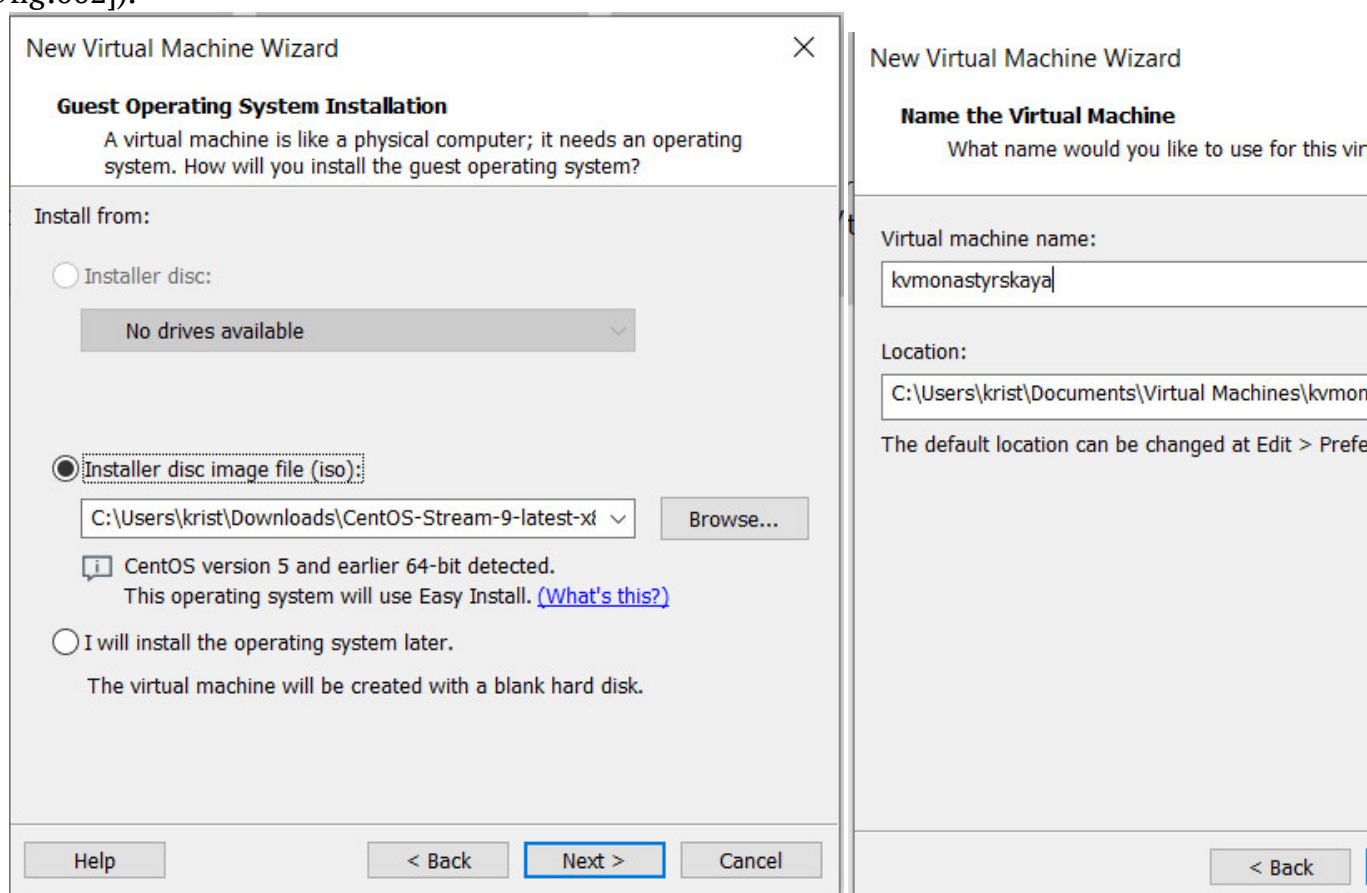 New Virtual Machine Wizard
Guest Operating System Installation
A virtual machine is like a physical computer; it needs an operating
system. How will you install the guest operating system?
Install from:
Installer disc:
No drives available
Installer disc image file (iso):
C:\Users\krist\Downloads\CentOS-Stream-9-latest-x8
Browse...
CentOS version 5 and earlier 64-bit detected.
This operating system will use Easy Install. (What's this?)
I will install the operating system later.
The virtual machine will be created with a blank hard disk.
Help
< Back
Next >
Cancel
New Virtual Machine Wizard
Name the Virtual Machine
What name would you like to use for this vir
Virtual machine name:
kvmonastyrskaya
Location:
C:\Users\krist\Documents\Virtual Machines\kvmon
The default location can be changed at Edit > Prefe
< Back